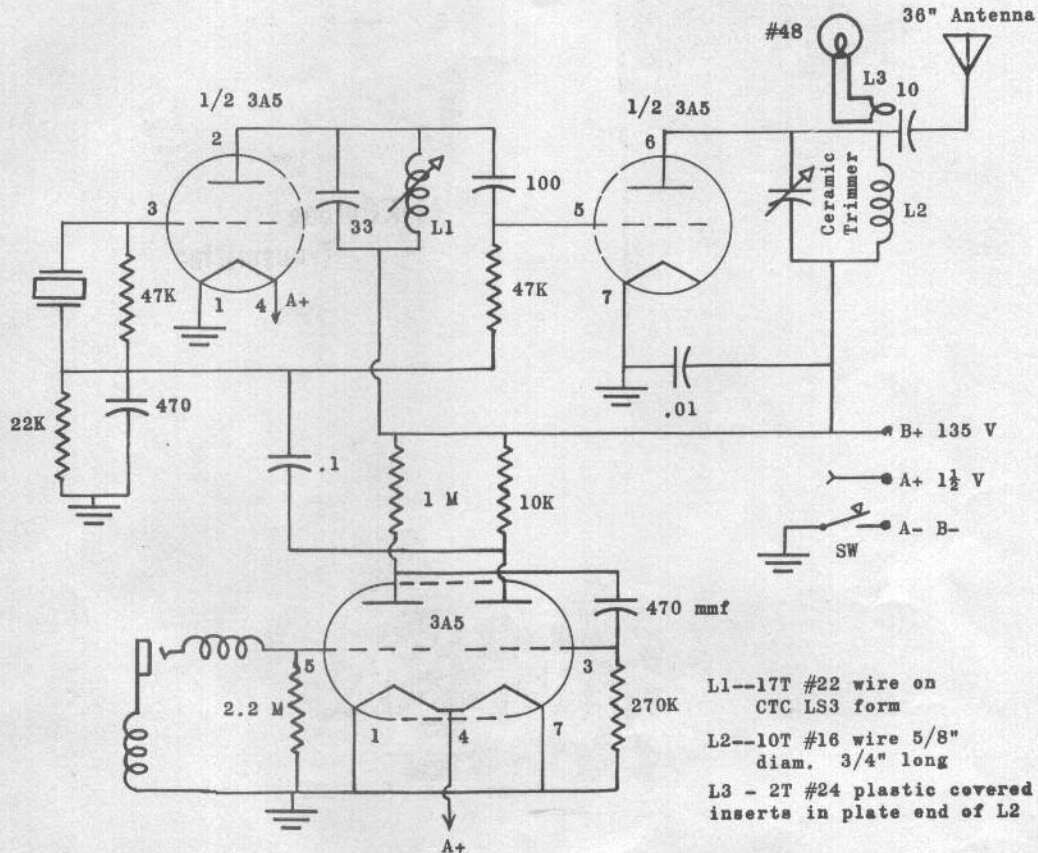 36" Antenna
#48
L3
10
1/2 3A5
1/2 3A5
2
6
100
3
33
L1
5
Ceramic
Trimmer
L2
47K
1
4
A+
47K
7
22K
470
.01
.1
B+ 135 V
1 M
10K
A+ 1½ V
A- B-
SW
3A5
470 mmf
5
3
2.2 M
1
4
7
270K
A+
L1--17T #22 wire on
CTC LS3 form
L2--10T #16 wire 5/8"
diam. 3/4" long
L3 - 2T #24 plastic covered
inserts in plate end of L2